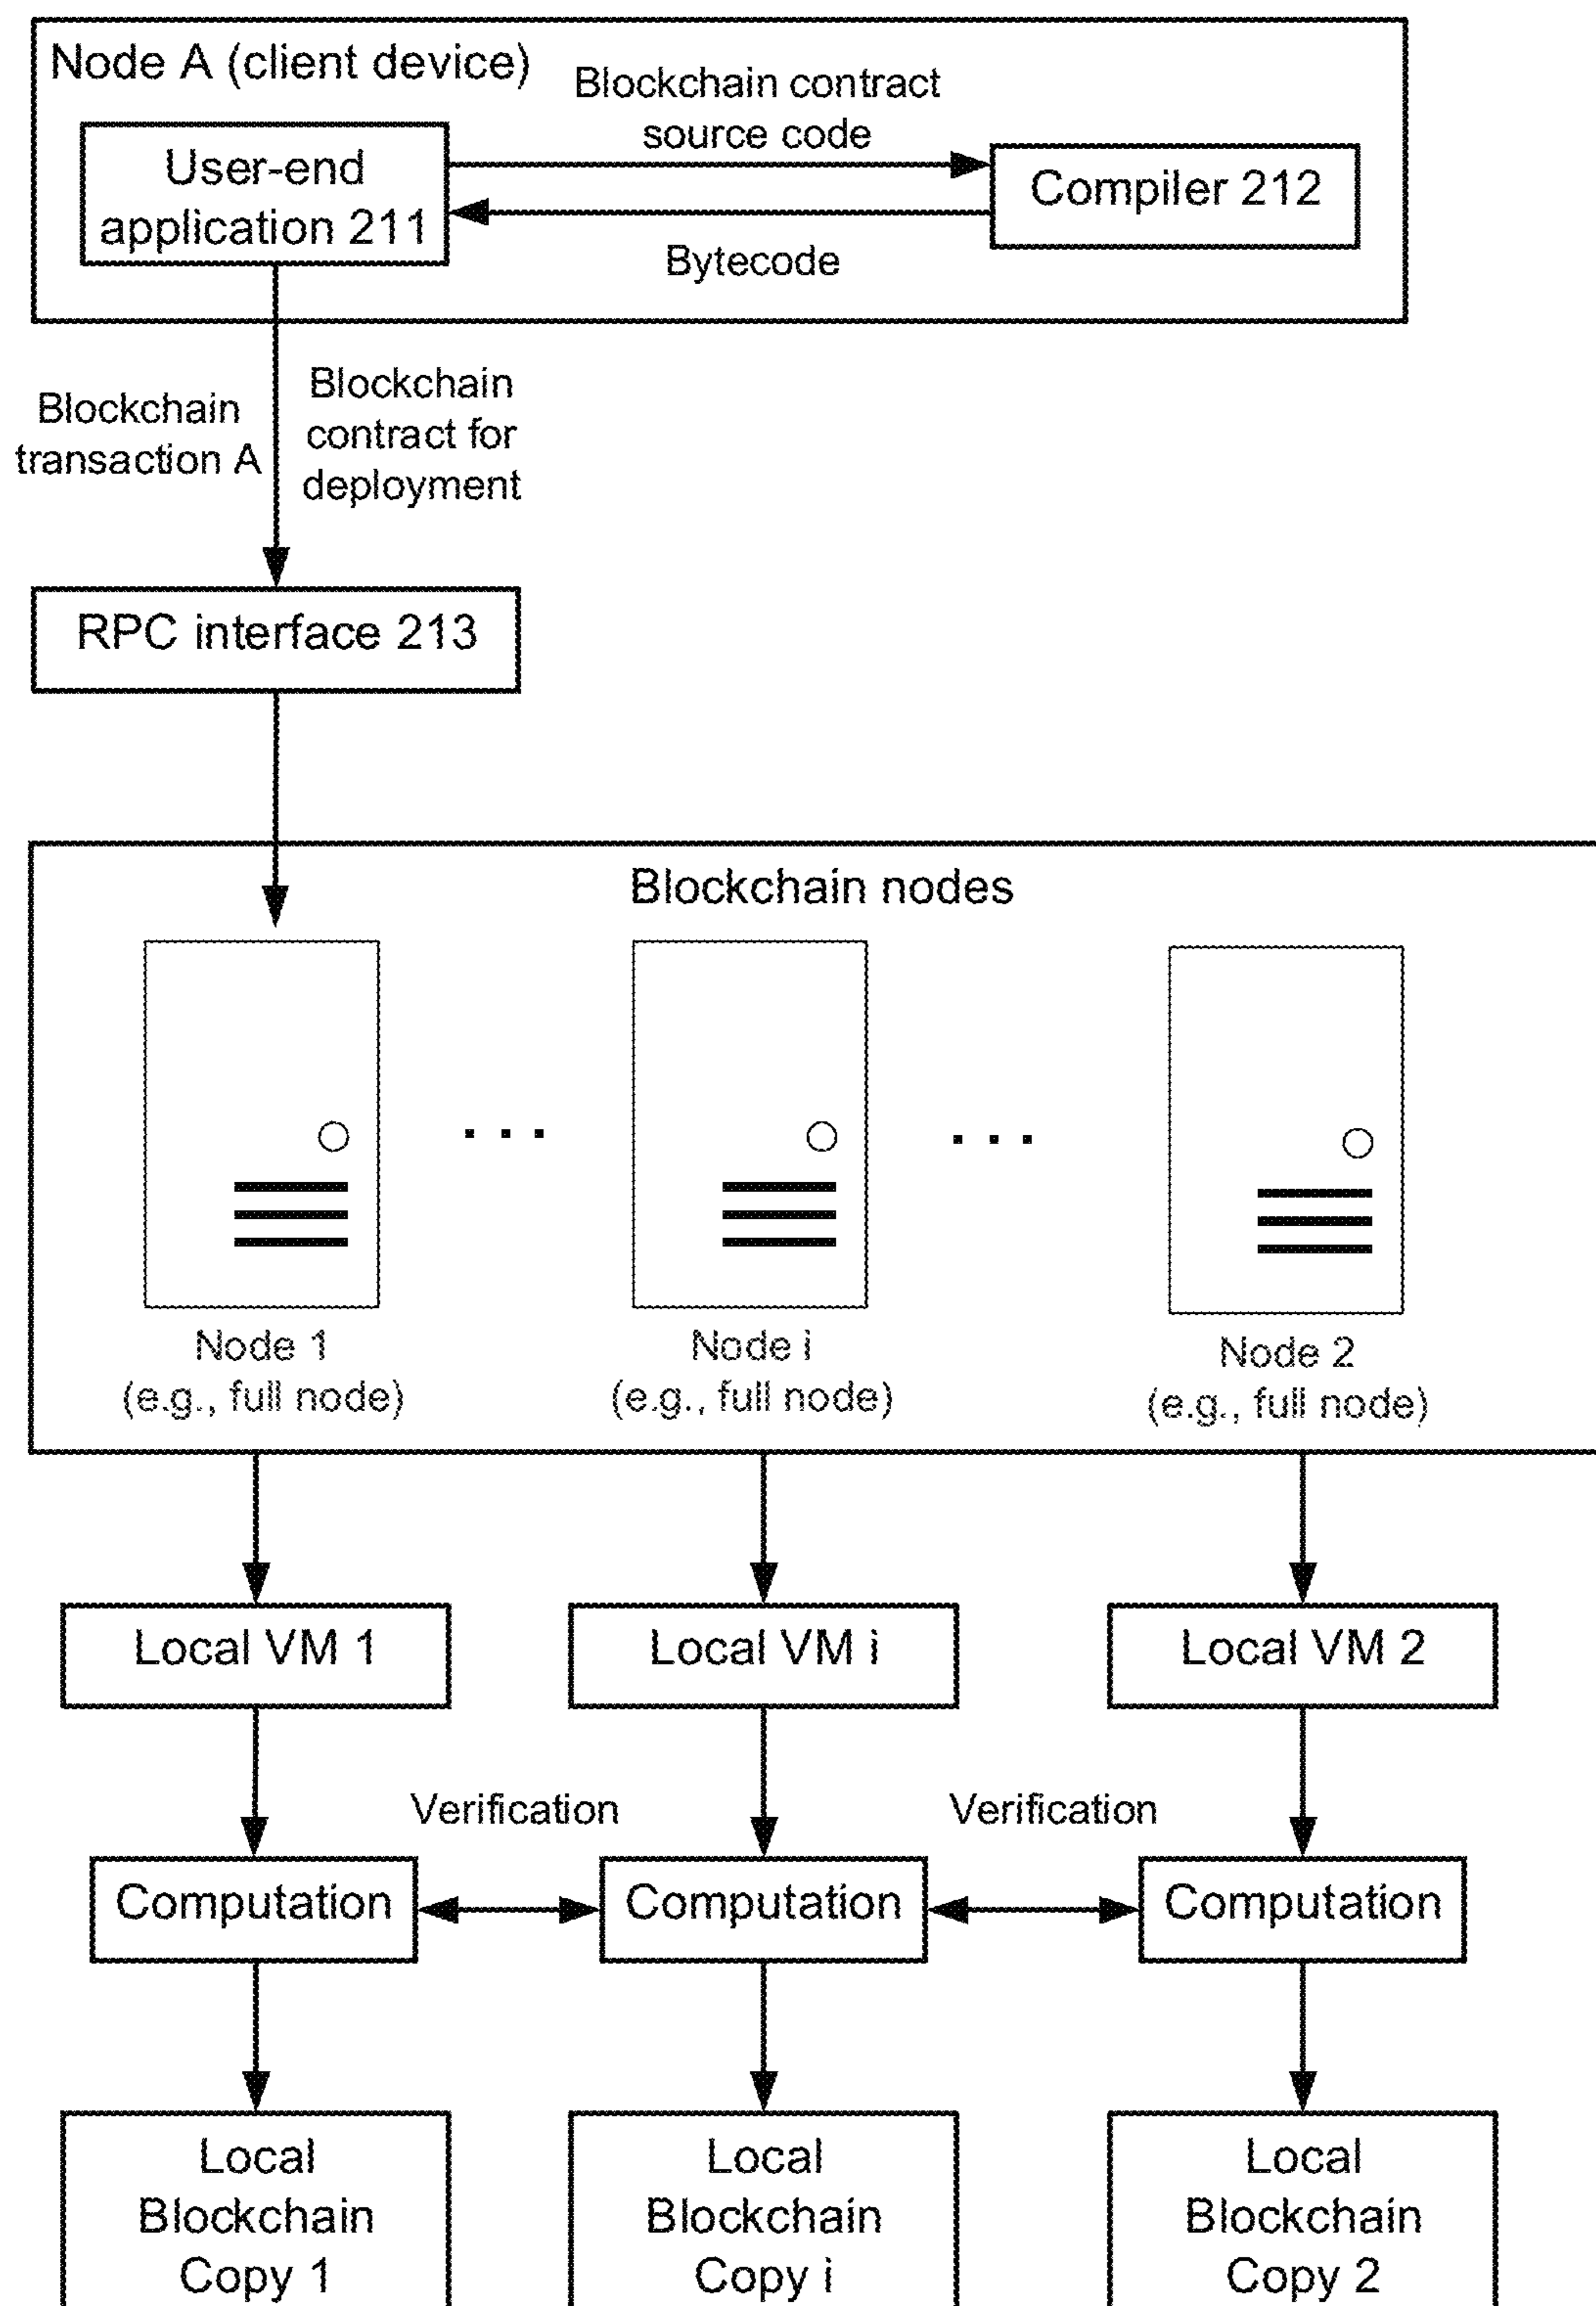 Node A (client device)
Blockchain contract
source code
User-end
application 211
Compiler 212
Bytecode
Blockchain
transaction A
Blockchain
contract for
deployment
RPC interface 213
Blockchain nodes
. . .
. . .
Node 1
(e.g., full node)
Node i
(e.g., full node)
Node 2
(e.g., full node)
Local VM 1
Local VM i
Local VM 2
Verification
Verification
Computation
Computation
Computation
Local
Blockchain
Copy 1
Local
Blockchain
Copy i
Local
Blockchain
Copy 2